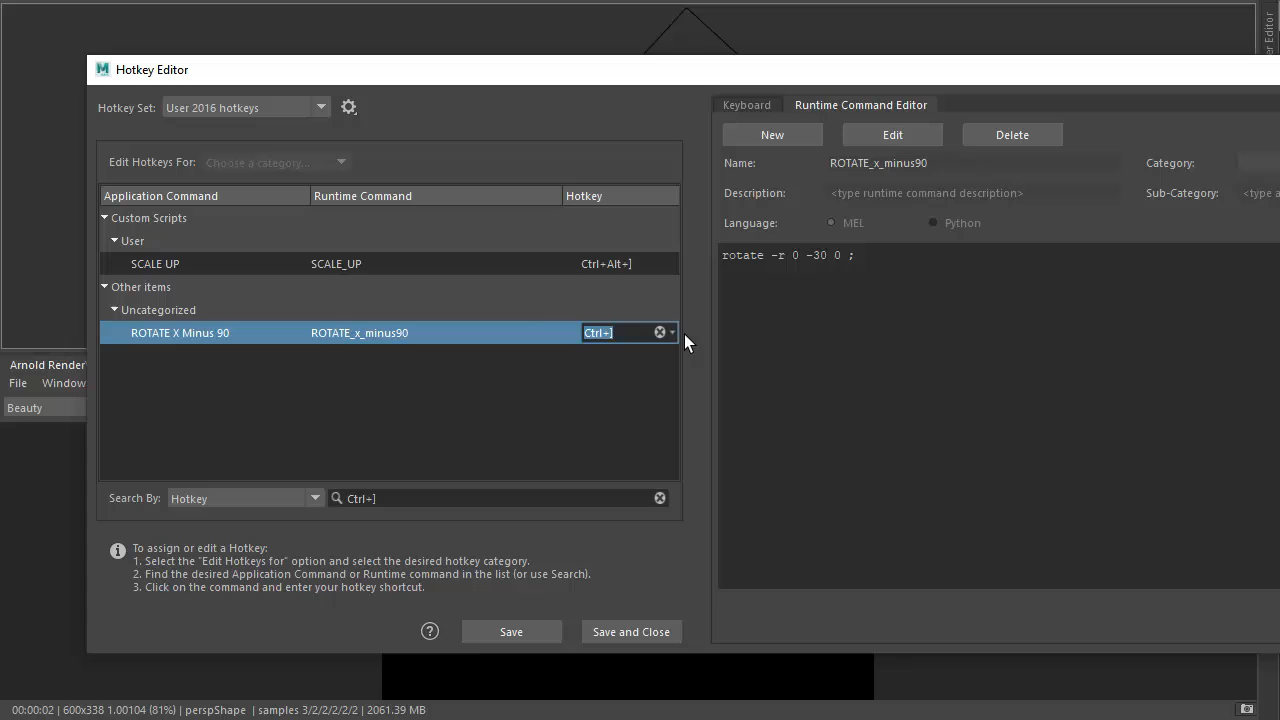 er Editor
Hotkey Editor
Hotkey Set: User 2016 hotkeys
Keyboard Runtime Command Editor
New Edit Delete
Edit Hotkeys For: Choose a category...
Name: ROTATE_x_minus90 Category:
Description: <type runtime command description> Sub-Category: <type a
Application Command Runtime Command Hotkey
Custom Scripts
Language: MEL Python
User
rotate -r 0 -30 0 ;
SCALE UP SCALE_UP Ctrl+Alt+]
Other items
Uncategorized
ROTATE X Minus 90 ROTATE_x_minus90 Ctrl+]
Arnold Render
File Window
Beauty
Search By: Hotkey Ctrl+]
To assign or edit a Hotkey:
1. Select the "Edit Hotkeys for" option and select the desired hotkey category.
2. Find the desired Application Command or Runtime command in the list (or use Search).
3. Click on the command and enter your hotkey shortcut.
? Save Save and Close
00:00:02 | 600x338 1.00104 (81%) | perspShape | samples 3/2/2/2/2/2 | 2061.39 MB